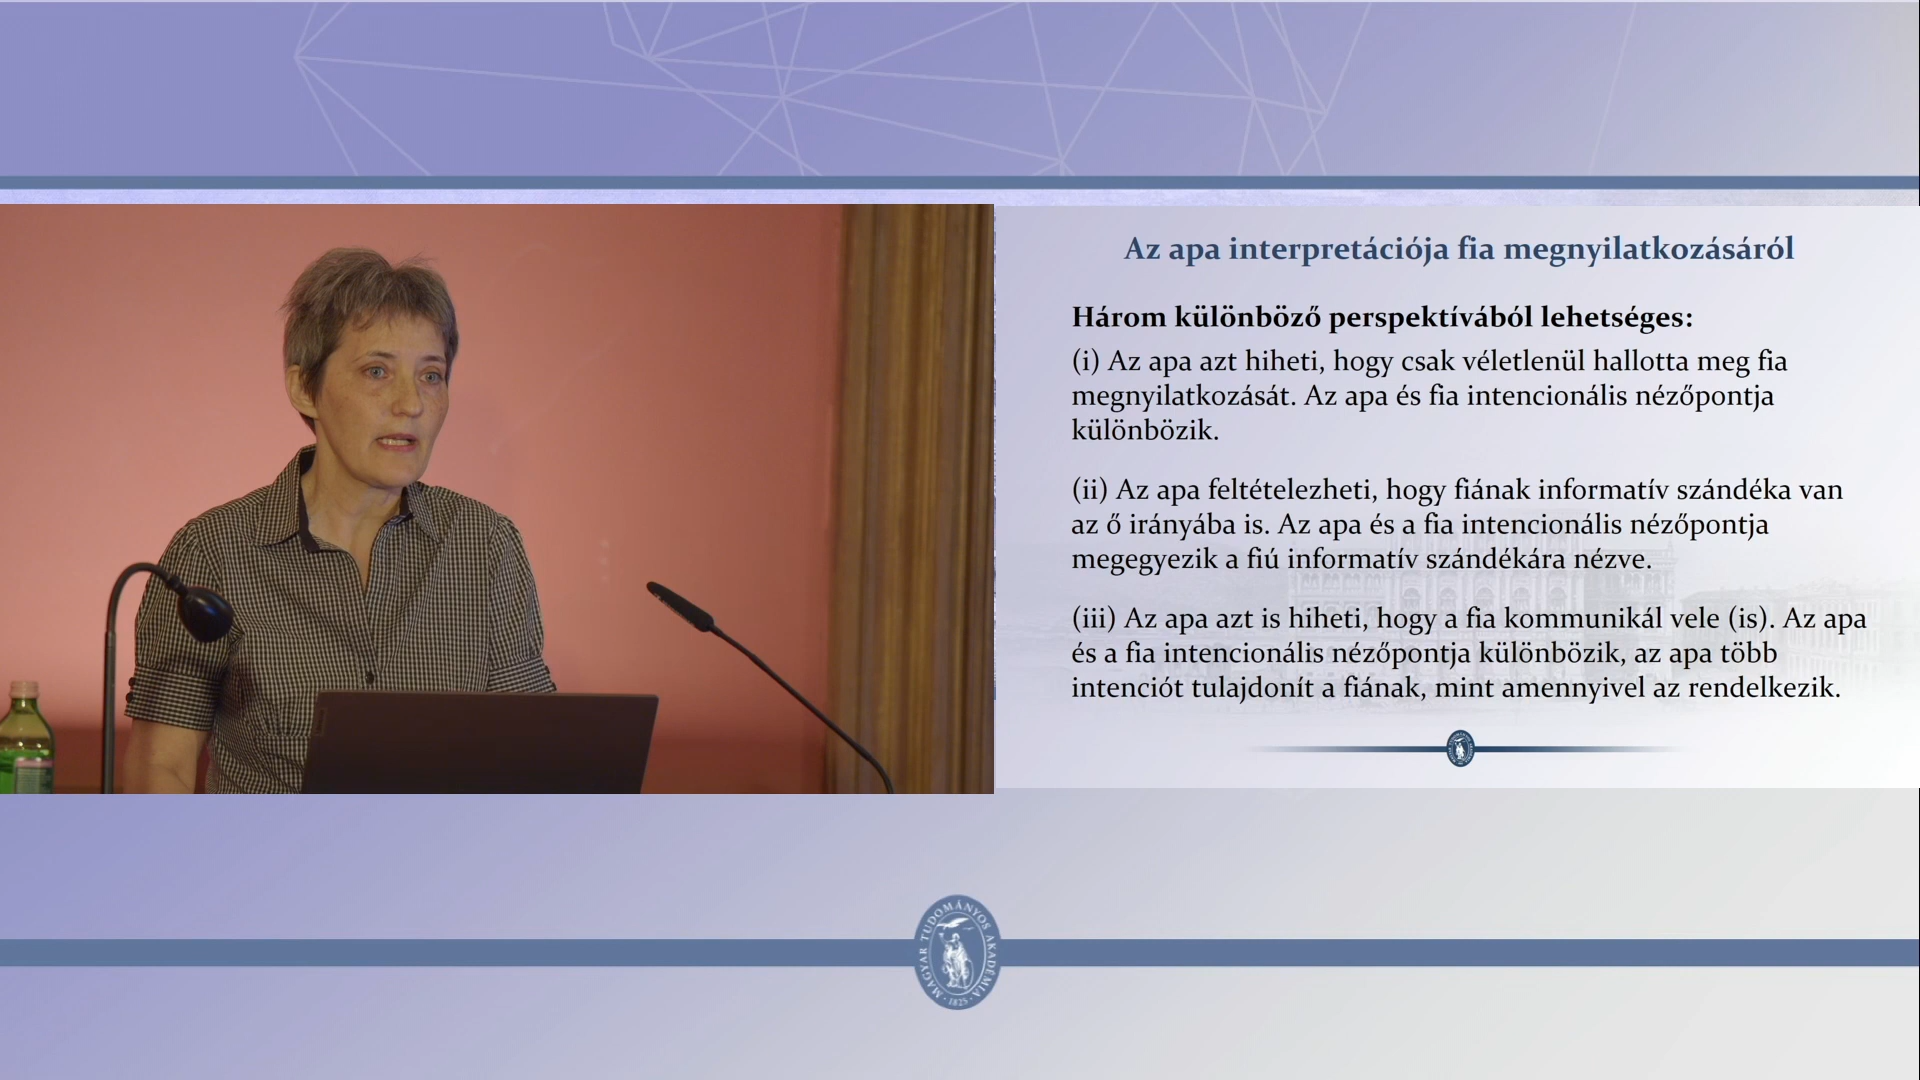 Az apa interpretációja fia megnyilatkozásáról
Három különböző perspektívából lehetséges:
(i) Az apa azt hiheti, hogy csak véletlenül hallotta meg fia
megnyilatkozását. Az apa és fia intencionális nézőpontja
különbözik.
(ii) Az apa feltételezheti, hogy fiának informatív szándéka van
az ő irányába is. Az apa és a fia intencionális nézőpontja
megegyezik a fiú informatív szándékára nézve.
(iii) Az apa azt is hiheti, hogy a fia kommunikál vele (is). Az apa
és a fia intencionális nézőpontja különbözik, az apa több
intenciót tulajdonít a fiának, mint amennyivel az rendelkezik.
MAGYAR TUDOMÁNYOS AKADÉMIA
1825